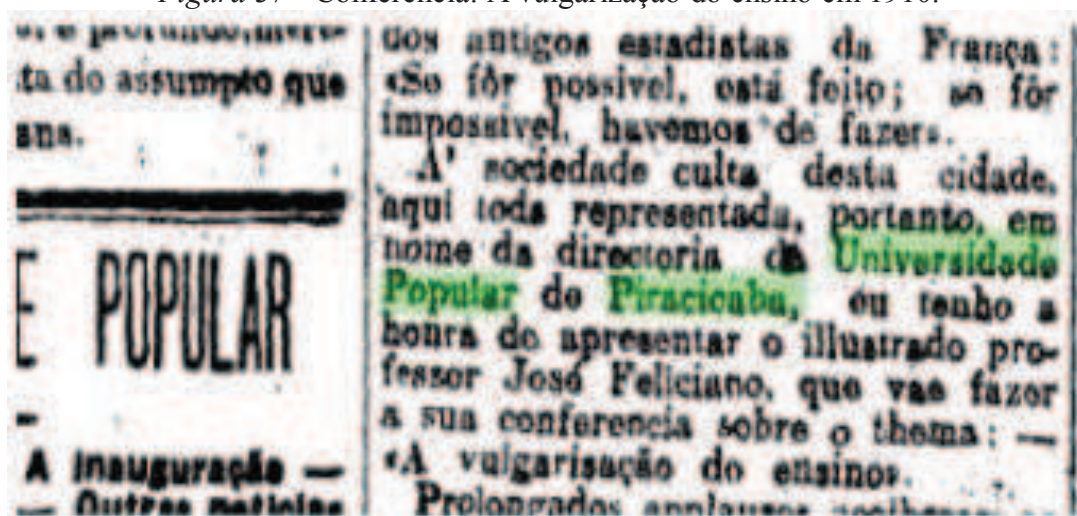 Figura 37 – Conferência: A vulgarização do ensino em 1910.
ta do assumpto que
ana.
E POPULAR
A inauguração —
— Outras noticias
dos antigos estadistas da França:
«Se fôr possivel, está feito; se fôr
impossivel, havemos de fazer».
A' sociedade culta desta cidade,
aqui toda representada, portanto, em
nome da directoria da Universidade
Popular de Piracicaba, eu tenho a
honra de apresentar o illustrado pro-
fessor José Feliciano, que vae fazer
a sua conferencia sobre o thema: —
«A vulgarisação do ensino».
Prolongados applausos